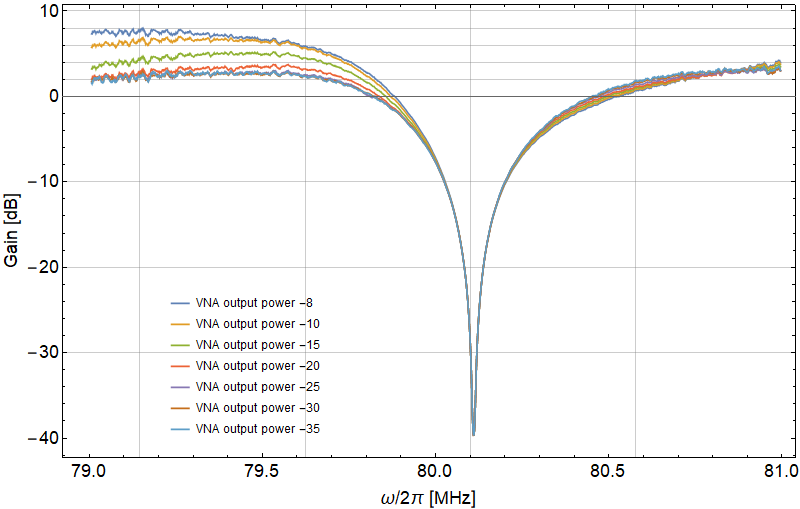 10
0
−10
−20
−30
−40
Gain [dB]
VNA output power −8
VNA output power −10
VNA output power −15
VNA output power −20
VNA output power −25
VNA output power −30
VNA output power −35
79.0 79.5 80.0 80.5 81.0
ω/2π [MHz]